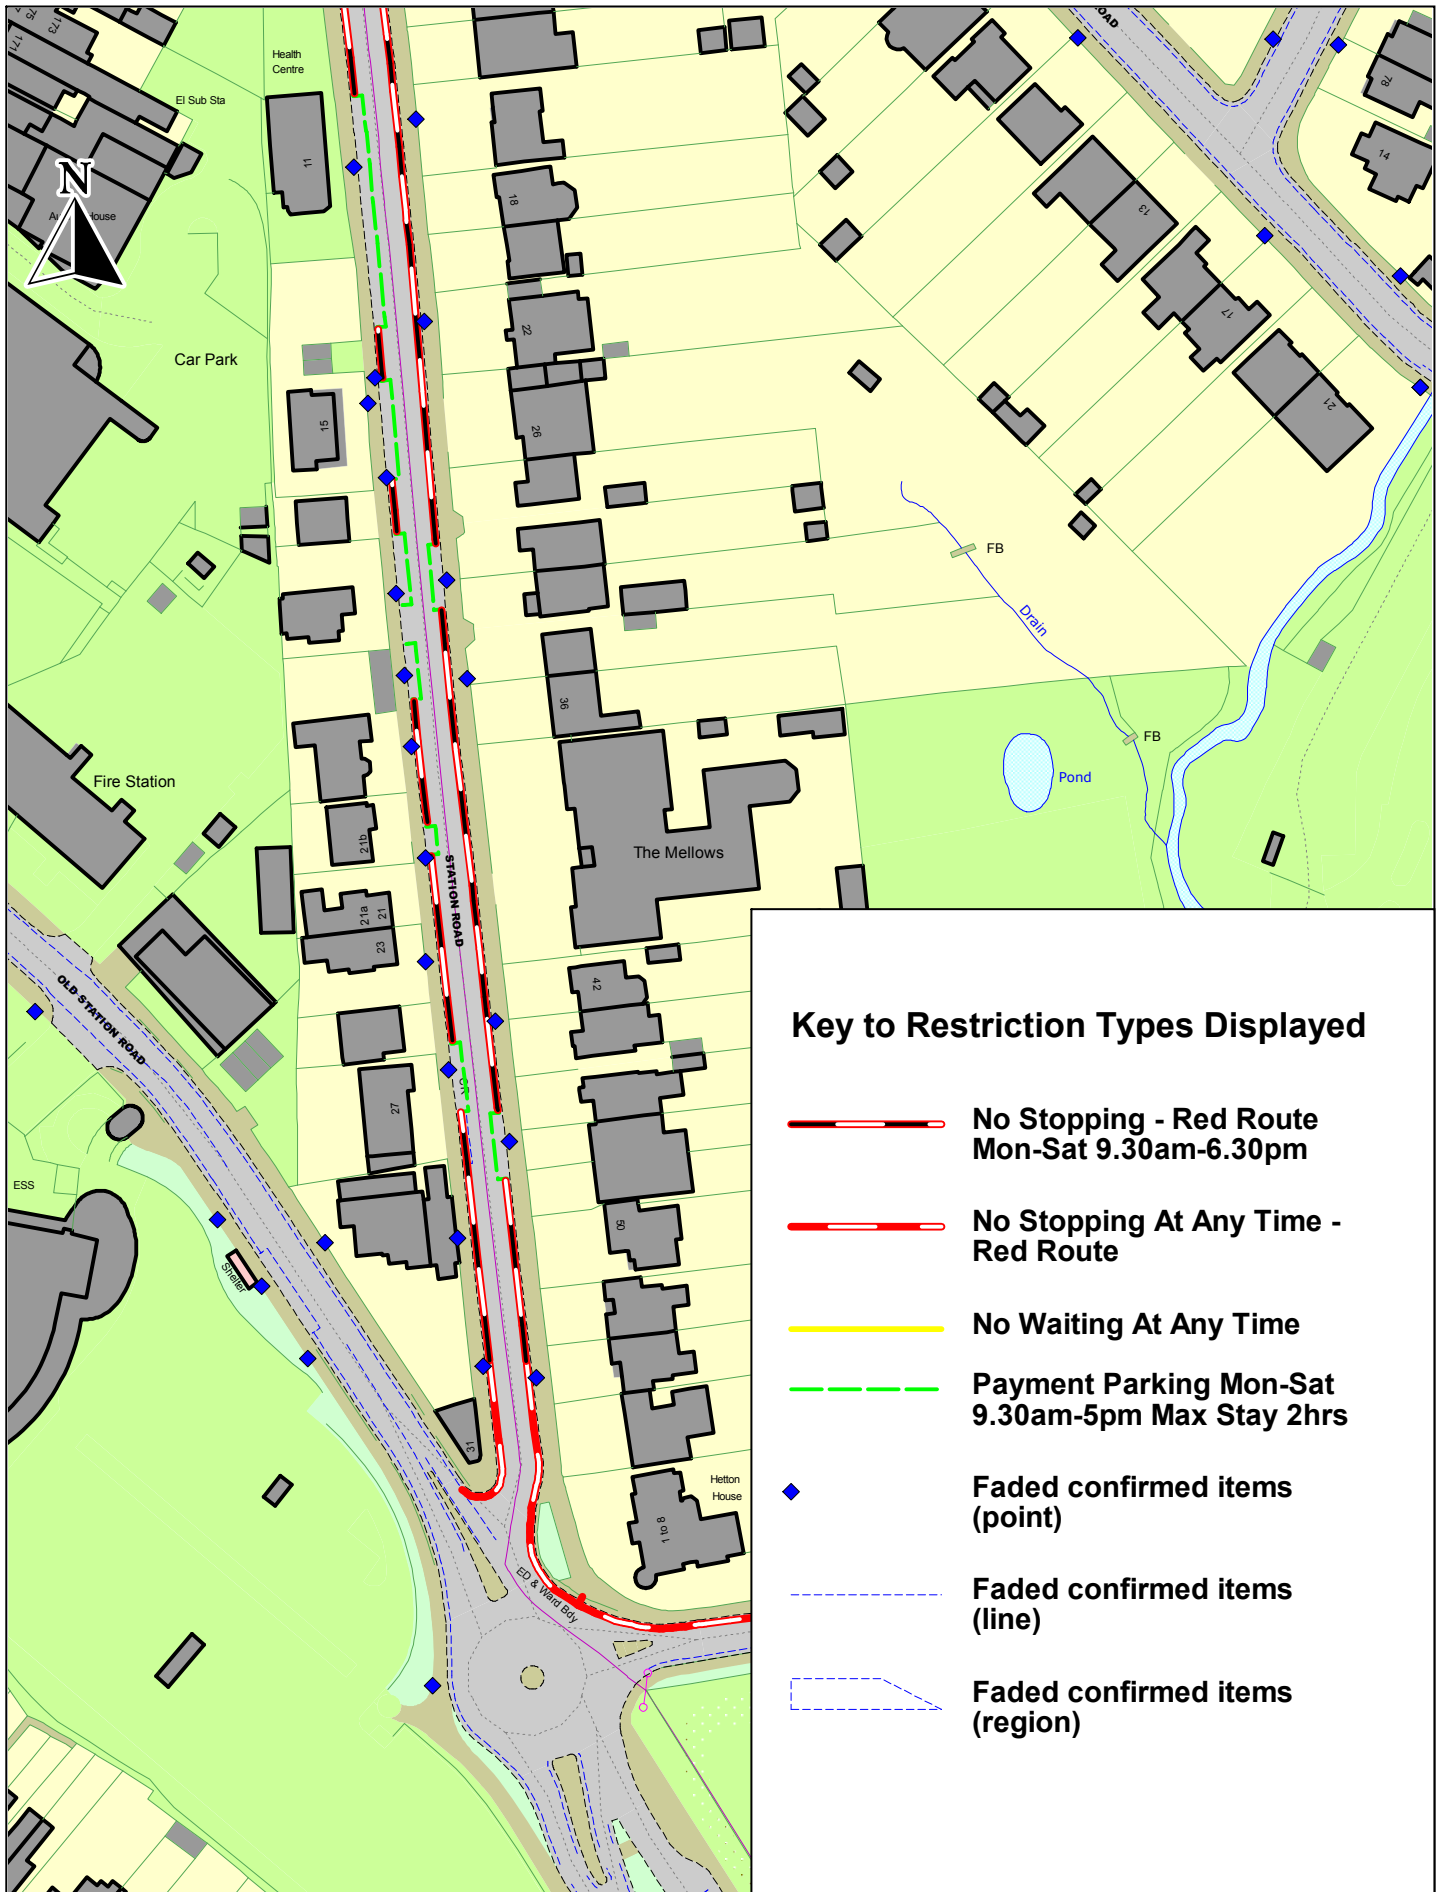 ROAD
175
173
171
Health
Centre
El Sub Sta
11
78
14
N
House
18
13
22
17
Car Park
15
26
21
FB
Drain
36
FB
Pond
Fire Station
21b
The Mellows
STATION ROAD
21a
21
23
42
OLD STATION ROAD
27
ESS
50
Shelter
31
Hetton
House
1 to 8
ED & Ward Bdy
Key to Restriction Types Displayed
No Stopping - Red Route
Mon-Sat 9.30am-6.30pm
No Stopping At Any Time -
Red Route
No Waiting At Any Time
Payment Parking Mon-Sat
9.30am-5pm Max Stay 2hrs
Faded confirmed items
(point)
Faded confirmed items
(line)
Faded confirmed items
(region)